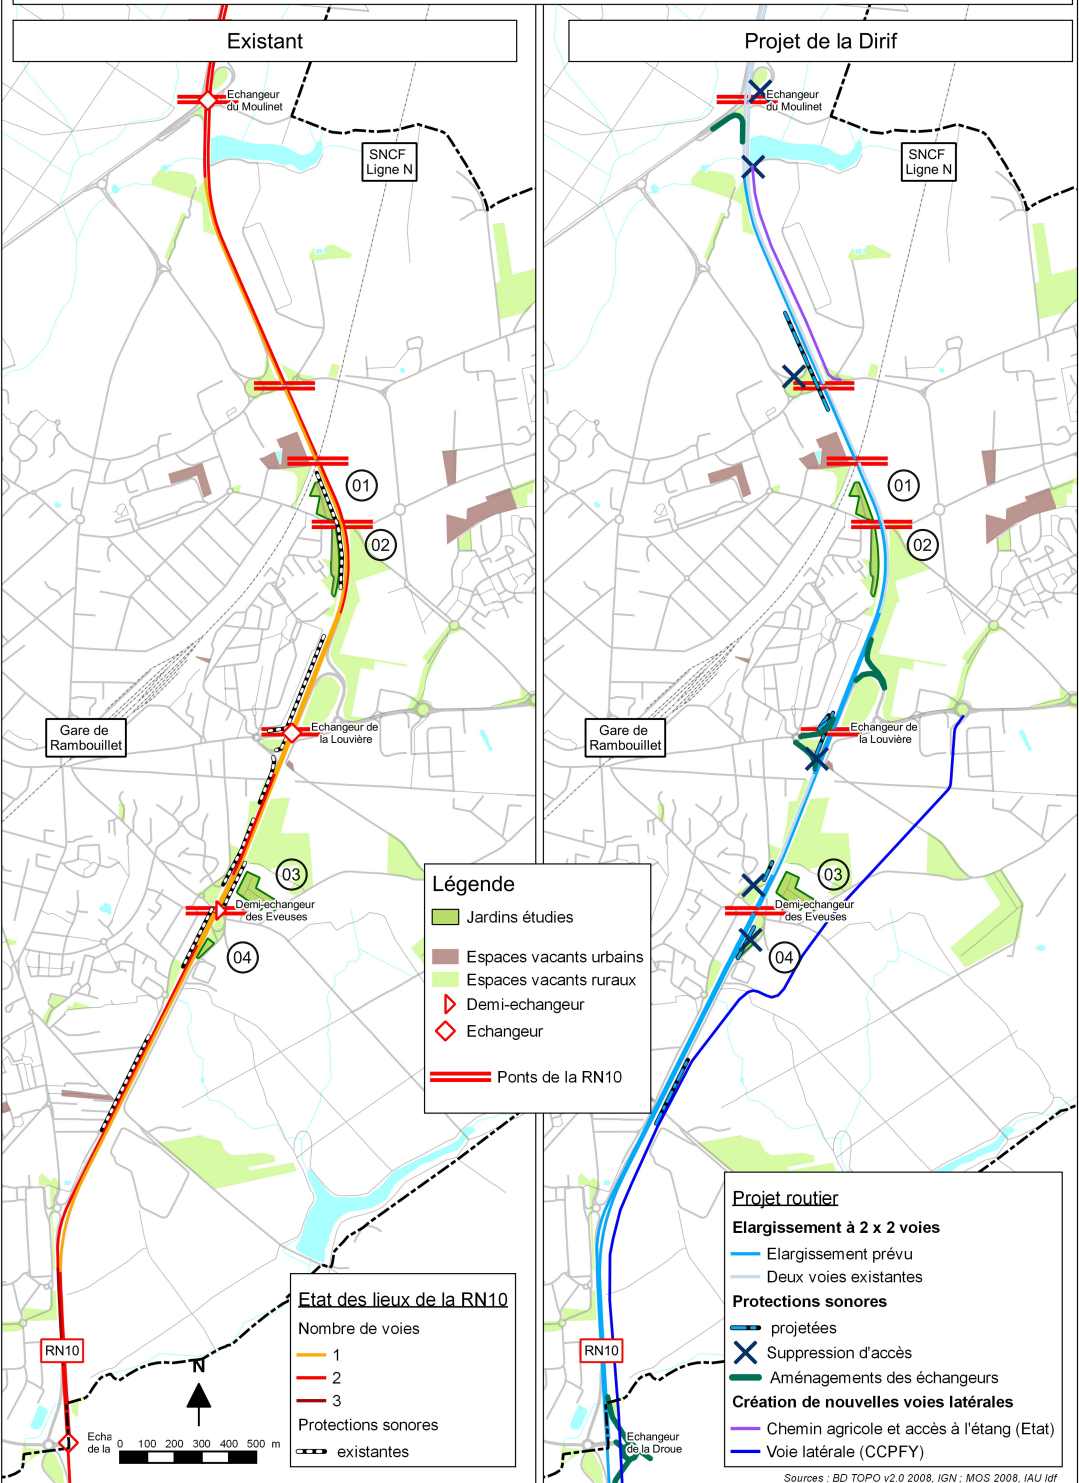 Existant
Projet de la Dirif
Echangeur
du Moulinet
SNCF
Ligne N
01
02
Gare de
Rambouillet
Echangeur de
la Louvière
03
Demi-echangeur
des Eveuses
04
RN10
N
Echa
de la
0 100 200 300 400 500 m
Etat des lieux de la RN10
Nombre de voies
1
2
3
Protections sonores
existantes
Légende
Jardins étudies
Espaces vacants urbains
Espaces vacants ruraux
Demi-echangeur
Echangeur
Ponts de la RN10
Echangeur
du Moulinet
SNCF
Ligne N
01
02
Gare de
Rambouillet
Echangeur de
la Louvière
03
Demi-echangeur
des Eveuses
04
RN10
Echangeur
de la Droue
Projet routier
Elargissement à 2 x 2 voies
Elargissement prévu
Deux voies existantes
Protections sonores
projetées
Suppression d'accès
Aménagements des échangeurs
Création de nouvelles voies latérales
Chemin agricole et accès à l'étang (Etat)
Voie latérale (CCPFY)
Sources : BD TOPO v2.0 2008, IGN ; MOS 2008, IAU Idf